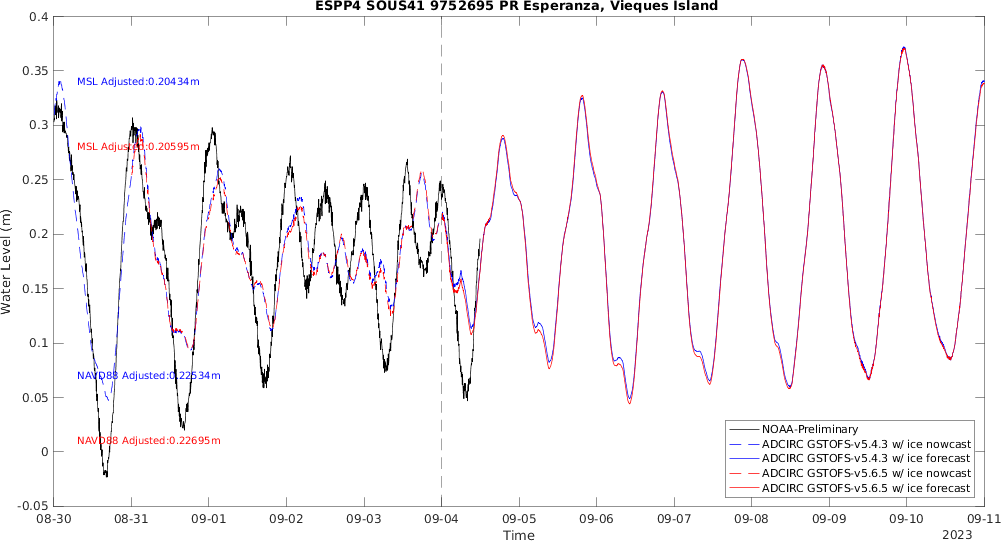 ESPP4 SOUS41 9752695 PR Esperanza, Vieques Island
0.4
0.35
0.3
0.25
0.2
0.15
0.1
0.05
0
-0.05
Water Level (m)
MSL Adjusted:0.20434m
MSL Adjusted:0.20595m
NAVD88 Adjusted:0.22534m
NAVD88 Adjusted:0.22695m
NOAA-Preliminary
ADCIRC GSTOFS-v5.4.3 w/ ice nowcast
ADCIRC GSTOFS-v5.4.3 w/ ice forecast
ADCIRC GSTOFS-v5.6.5 w/ ice nowcast
ADCIRC GSTOFS-v5.6.5 w/ ice forecast
08-30 08-31 09-01 09-02 09-03 09-04 09-05 09-06 09-07 09-08 09-09 09-10 09-11
Time
2023